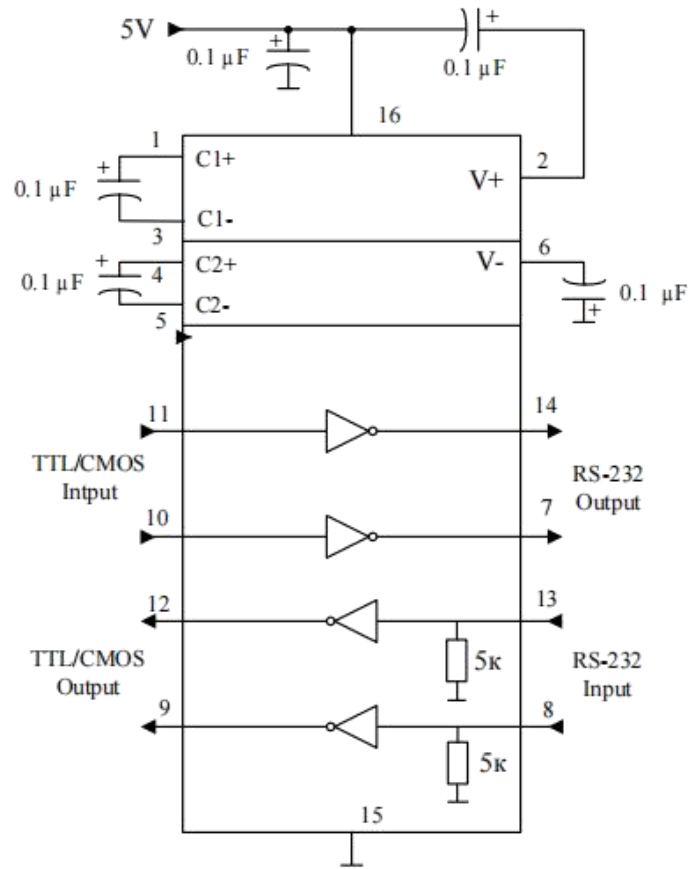 5V
+
0.1 µF
+
0.1 µF
16
1
C1+
2
V+
+
0.1 µF
C1-
3
6
V-
+
C2+
4
0.1 µF
C2-
0.1 µF
+
5
11
14
TTL/CMOS
Intput
RS-232
Output
10
7
12
13
TTL/CMOS
Output
5к
RS-232
Input
9
8
5к
15